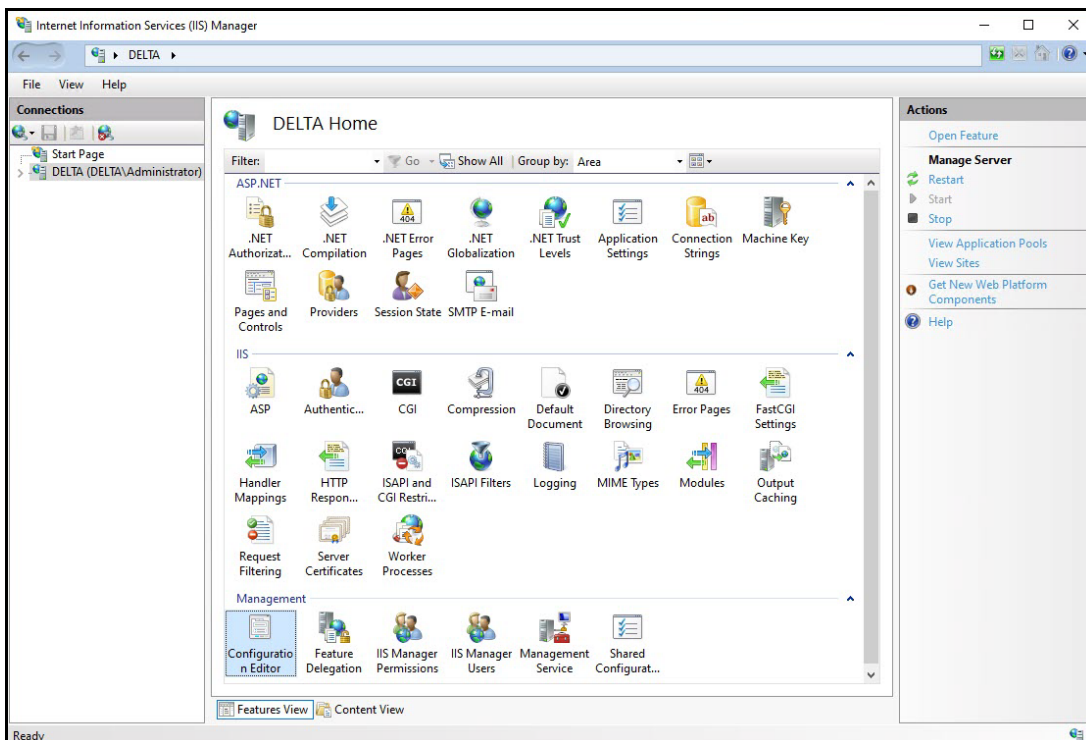 Internet Information Services (IIS) Manager
DELTA
File View Help
Connections
Start Page
DELTA (DELTA\Administrator)
DELTA Home
Filter: Go Show All Group by: Area
ASP.NET
.NET Authorizat...
.NET Compilation
.NET Error Pages
.NET Globalization
.NET Trust Levels
Application Settings
Connection Strings
Machine Key
Pages and Controls
Providers
Session State
SMTP E-mail
IIS
ASP
Authentic...
CGI
Compression
Default Document
Directory Browsing
Error Pages
FastCGI Settings
Handler Mappings
HTTP Respon...
ISAPI and CGI Restri...
ISAPI Filters
Logging
MIME Types
Modules
Output Caching
Request Filtering
Server Certificates
Worker Processes
Management
Configuratio
n Editor
Feature Delegation
IIS Manager Permissions
IIS Manager Users
Management Service
Shared Configurat...
Features View
Content View
Actions
Open Feature
Manage Server
Restart
Start
Stop
View Application Pools
View Sites
Get New Web Platform
Components
Help
Ready